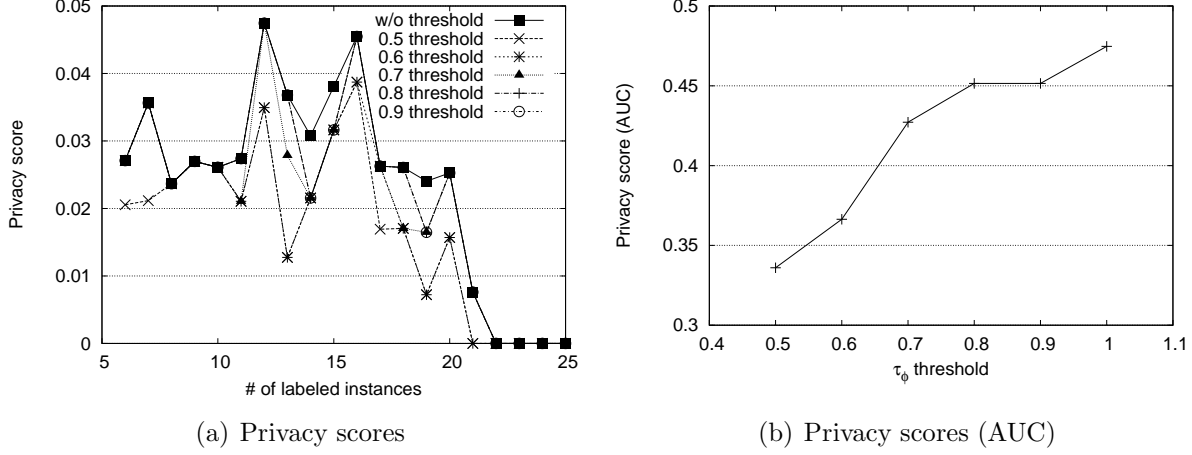 0.05
0.04
0.03
0.02
0.01
0
Privacy score
w/o threshold
0.5 threshold
0.6 threshold
0.7 threshold
0.8 threshold
0.9 threshold
5 10 15 20 25
# of labeled instances
(a) Privacy scores
0.5
0.45
0.4
0.35
0.3
Privacy score (AUC)
0.4 0.5 0.6 0.7 0.8 0.9 1 1.1
τϕ threshold
(b) Privacy scores (AUC)